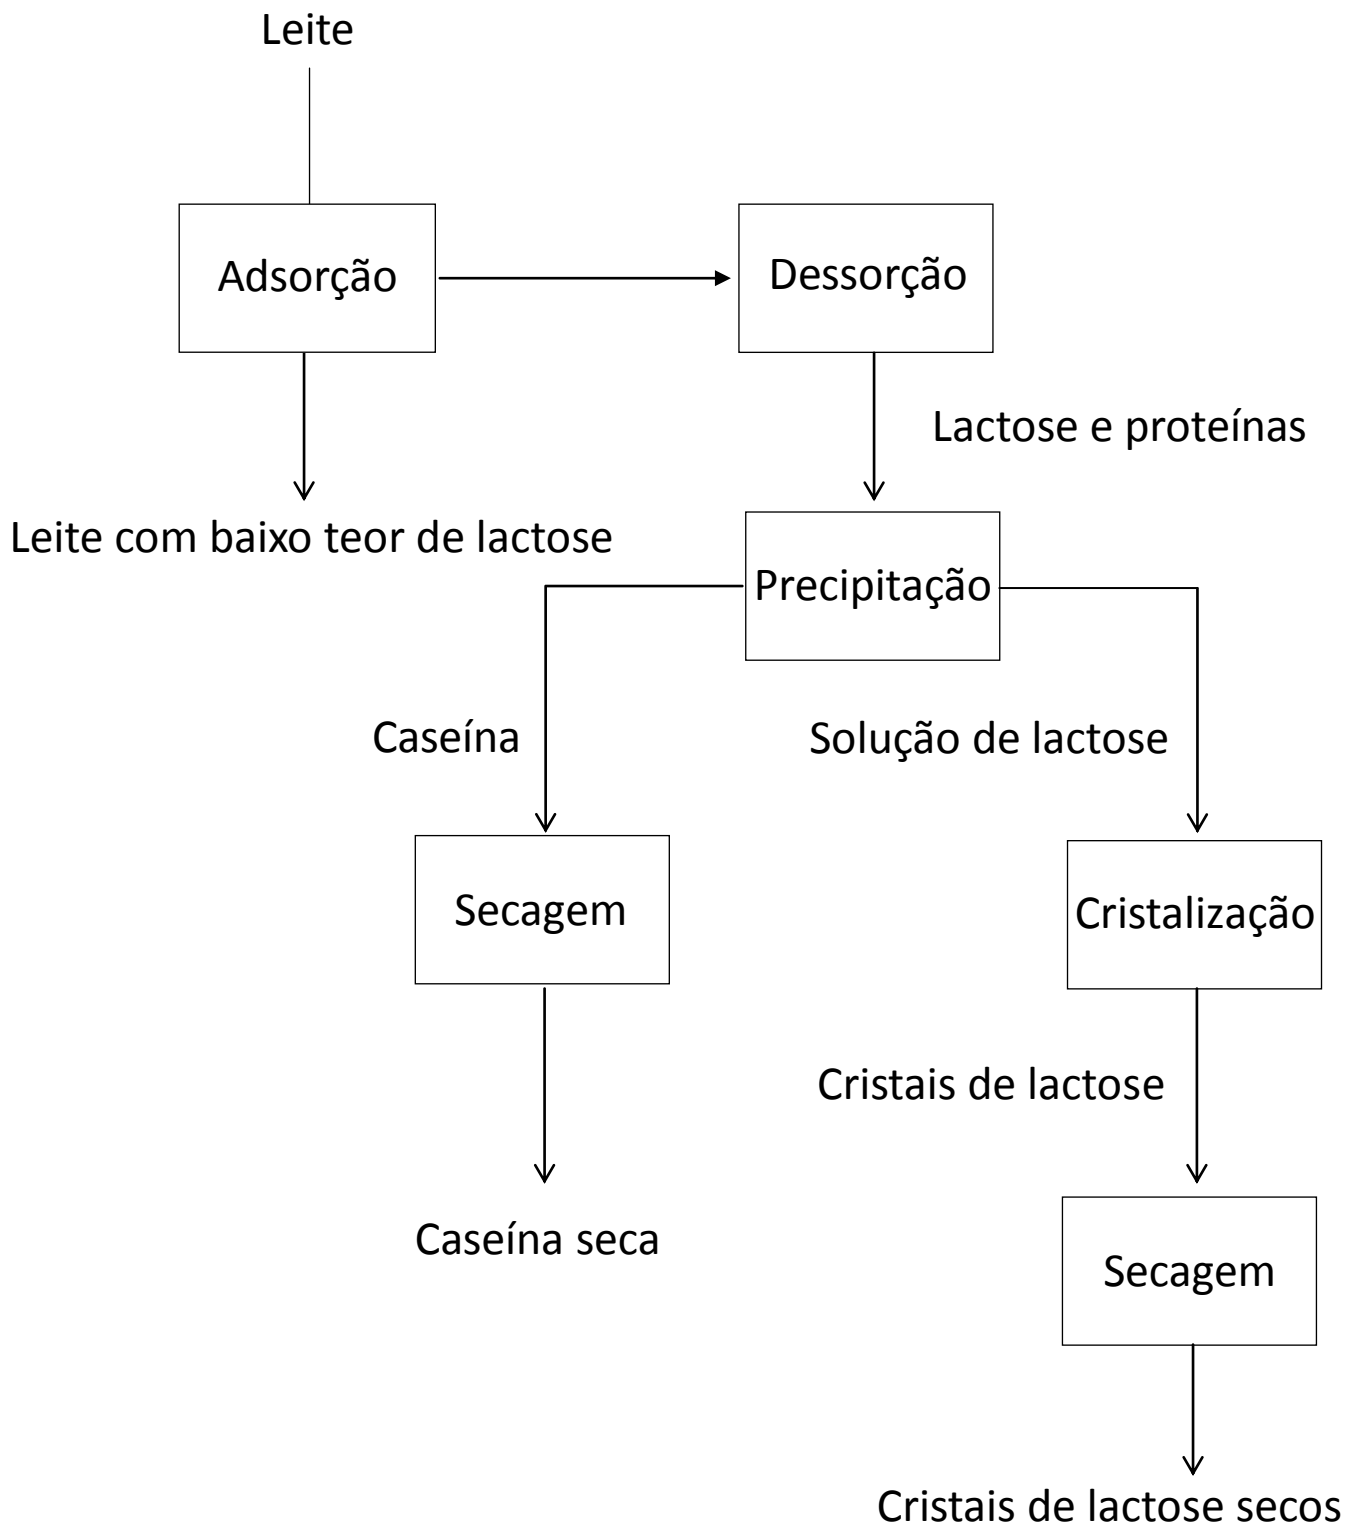 Leite
Adsorção
Dessorção
Lactose e proteínas
Leite com baixo teor de lactose
Precipitação
Caseína
Solução de lactose
Secagem
Cristalização
Cristais de lactose
Caseína seca
Secagem
Cristais de lactose secos